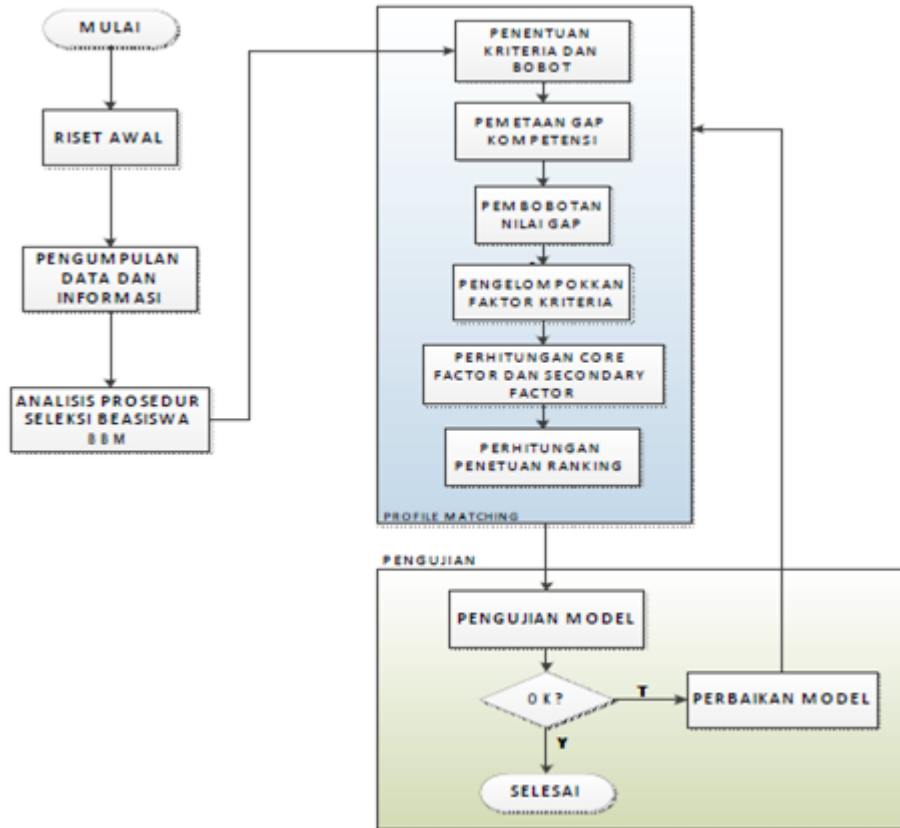 MULAI
RISET AWAL
PENGUMPULAN
DATA DAN
INFORMASI
ANALISIS PROSEDUR
SELEKSI BEASISWA
BBM
PENENTUAN
KRITERIA DAN
BOBOT
PEMETAAN GAP
KOMPETENSI
PEMBOBOTAN
NILAI GAP
PENGELOMPOKKAN
FAKTOR KRITERIA
PERHITUNGAN CORE
FACTOR DAN SECONDARY
FACTOR
PERHITUNGAN
PENETUAN RANKING
PROFILE MATCHING
PENGUJIAN
PENGUJIAN MODEL
OK?
T
PERBAIKAN MODEL
Y
SELESAI